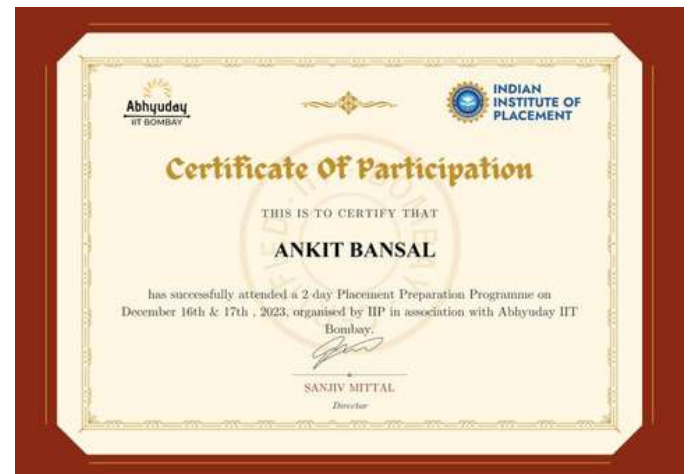 Abhyuday
IIT BOMBAY
INDIAN
INSTITUTE OF
PLACEMENT
Certificate Of Participation
THIS IS TO CERTIFY THAT
ANKIT BANSAL
has successfully attended a 2 day Placement Preparation Programme on
December 16th & 17th , 2023, organised by IIP in association with Abhyuday IIT
Bombay.
SANJIV MITTAL
Director